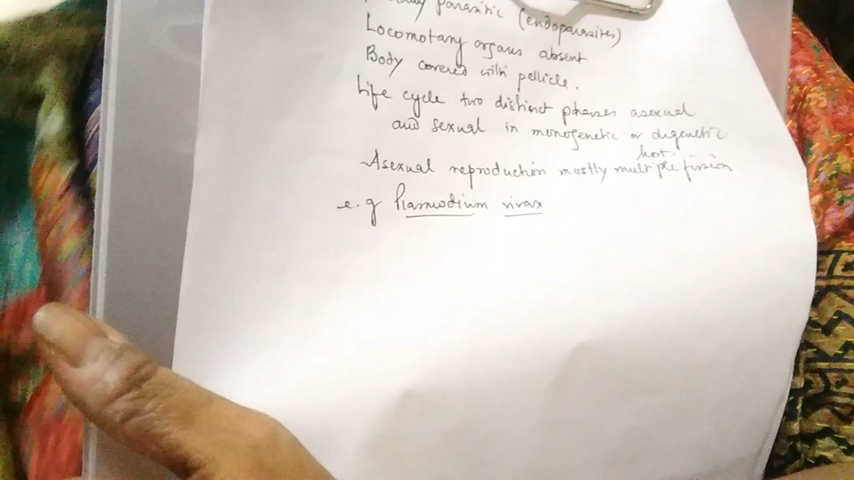 parasitic (endoparasites)
Locomotary organs absent
Body covered with pellicle.
Life cycle two distinct phases asexual
and sexual in monogenetic or digenetic
host.
Asexual reproduction mostly multiple fission
e.g Plasmodium vivax